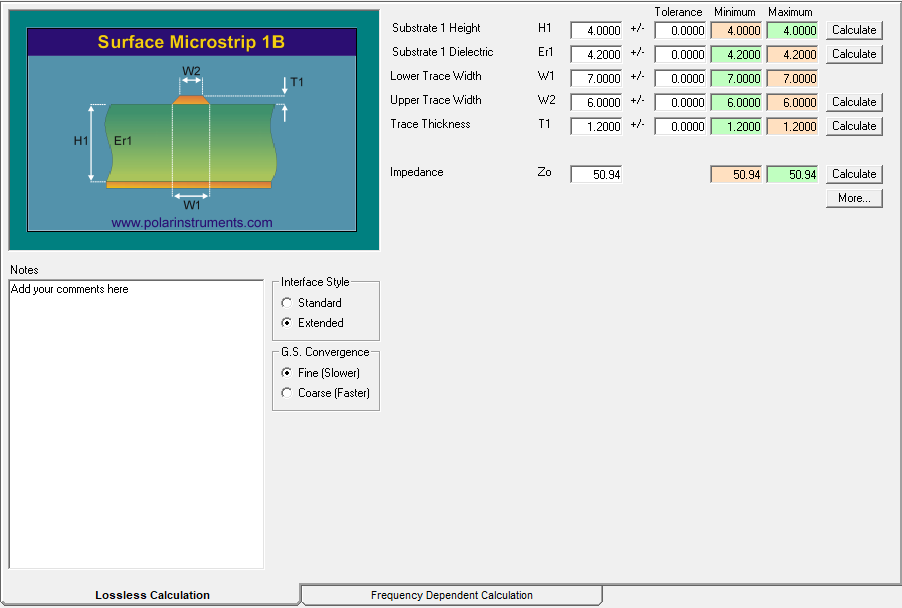 Surface Microstrip 1B
W2
T1
H1
Er1
W1
www.polarinstruments.com
Tolerance Minimum Maximum
Substrate 1 Height H1 4.0000 +/- 0.0000 4.0000 4.0000 Calculate
Substrate 1 Dielectric Er1 4.2000 +/- 0.0000 4.2000 4.2000 Calculate
Lower Trace Width W1 7.0000 +/- 0.0000 7.0000 7.0000
Upper Trace Width W2 6.0000 +/- 0.0000 6.0000 6.0000 Calculate
Trace Thickness T1 1.2000 +/- 0.0000 1.2000 1.2000 Calculate
Impedance Zo 50.94 50.94 50.94 Calculate
More...
Notes
Add your comments here
Interface Style
Standard
Extended
G.S. Convergence
Fine (Slower)
Coarse (Faster)
Lossless Calculation
Frequency Dependent Calculation